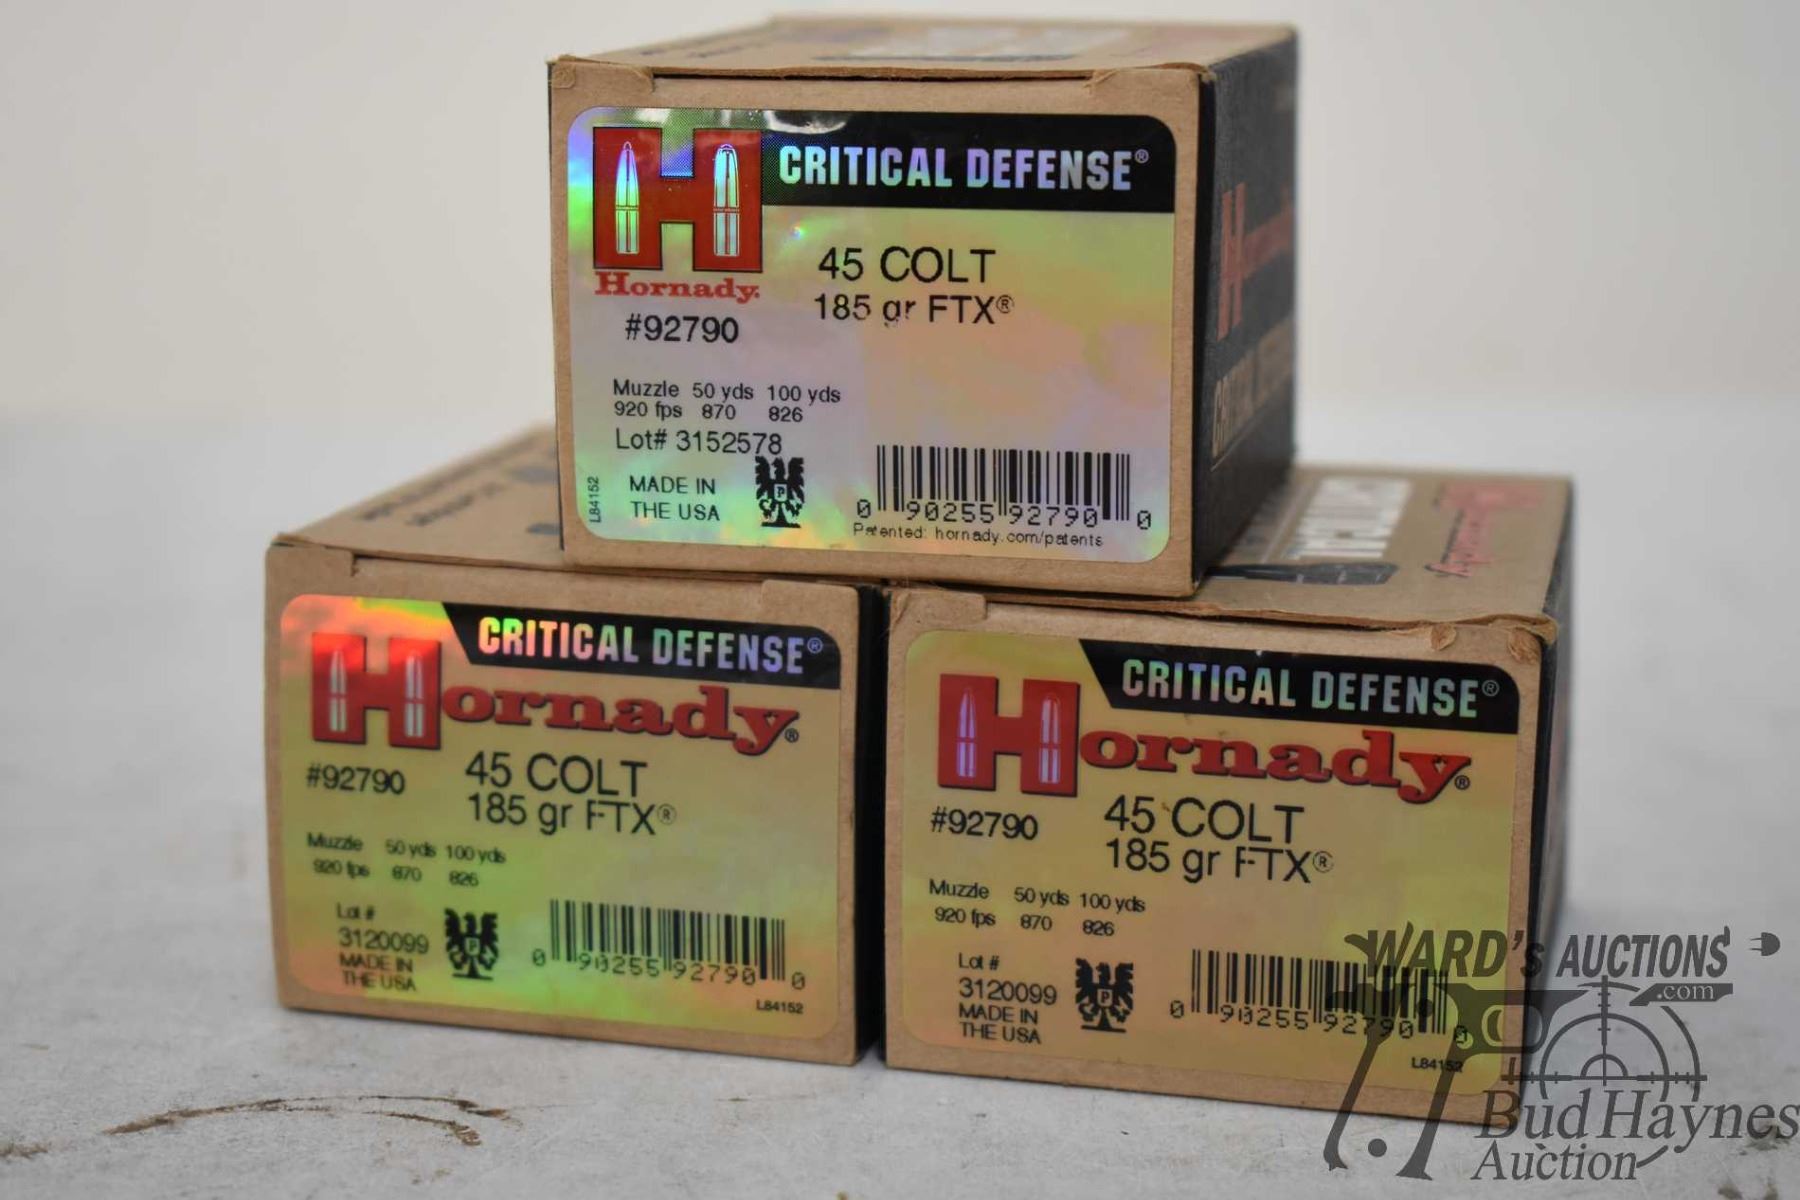 CRITICAL DEFENSE®
Hornady.
45 COLT
185 gr FTX®
#92790
Muzzle 50 yds 100 yds
920 fps 870 826
Lot# 3152578
MADE IN
THE USA
P
L84152
0 90255 92790 0
Patented: hornady.com/patents
CRITICAL DEFENSE®
Hornady®
#92790
45 COLT
185 gr FTX®
Muzzle 50 yds 100 yds
920 fps 870 826
Lot #
3120099
MADE IN
THE USA
P
0 90255 92790 0
L84152
CRITICAL DEFENSE®
Hornady®
#92790
45 COLT
185 gr FTX®
Muzzle 50 yds 100 yds
920 fps 870 826
Lot #
3120099
MADE IN
THE USA
P
0 90255 92790 0
L84152
H
CRITICAL DEFENSE
WARD's AUCTIONS
.com
Bud Haynes
Auction